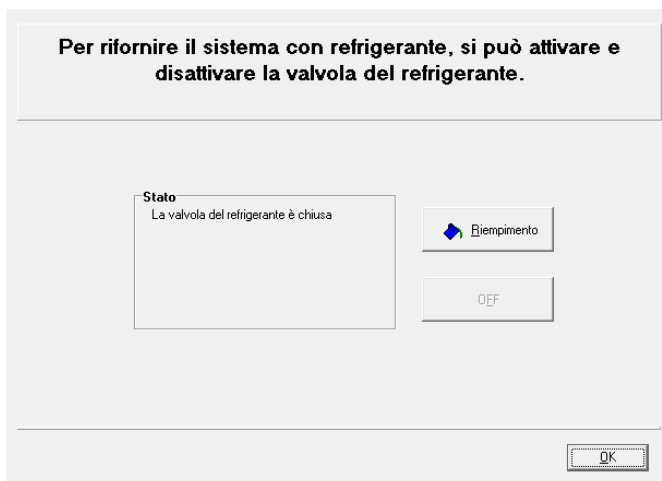 Per rifornire il sistema con refrigerante, si può attivare e
disattivare la valvola del refrigerante.
Stato
La valvola del refrigerante è chiusa
Riempimento
OFF
OK